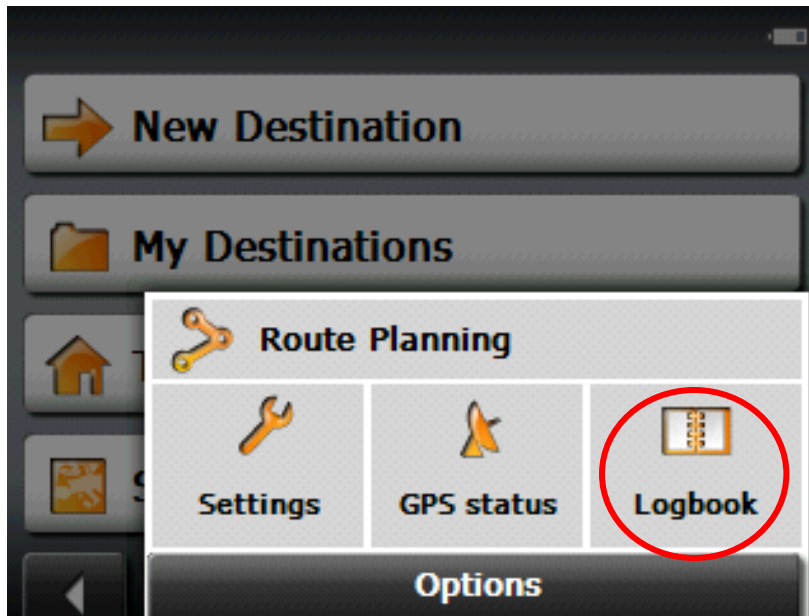 New Destination
My Destinations
Route Planning
Settings
GPS status
Logbook
Options